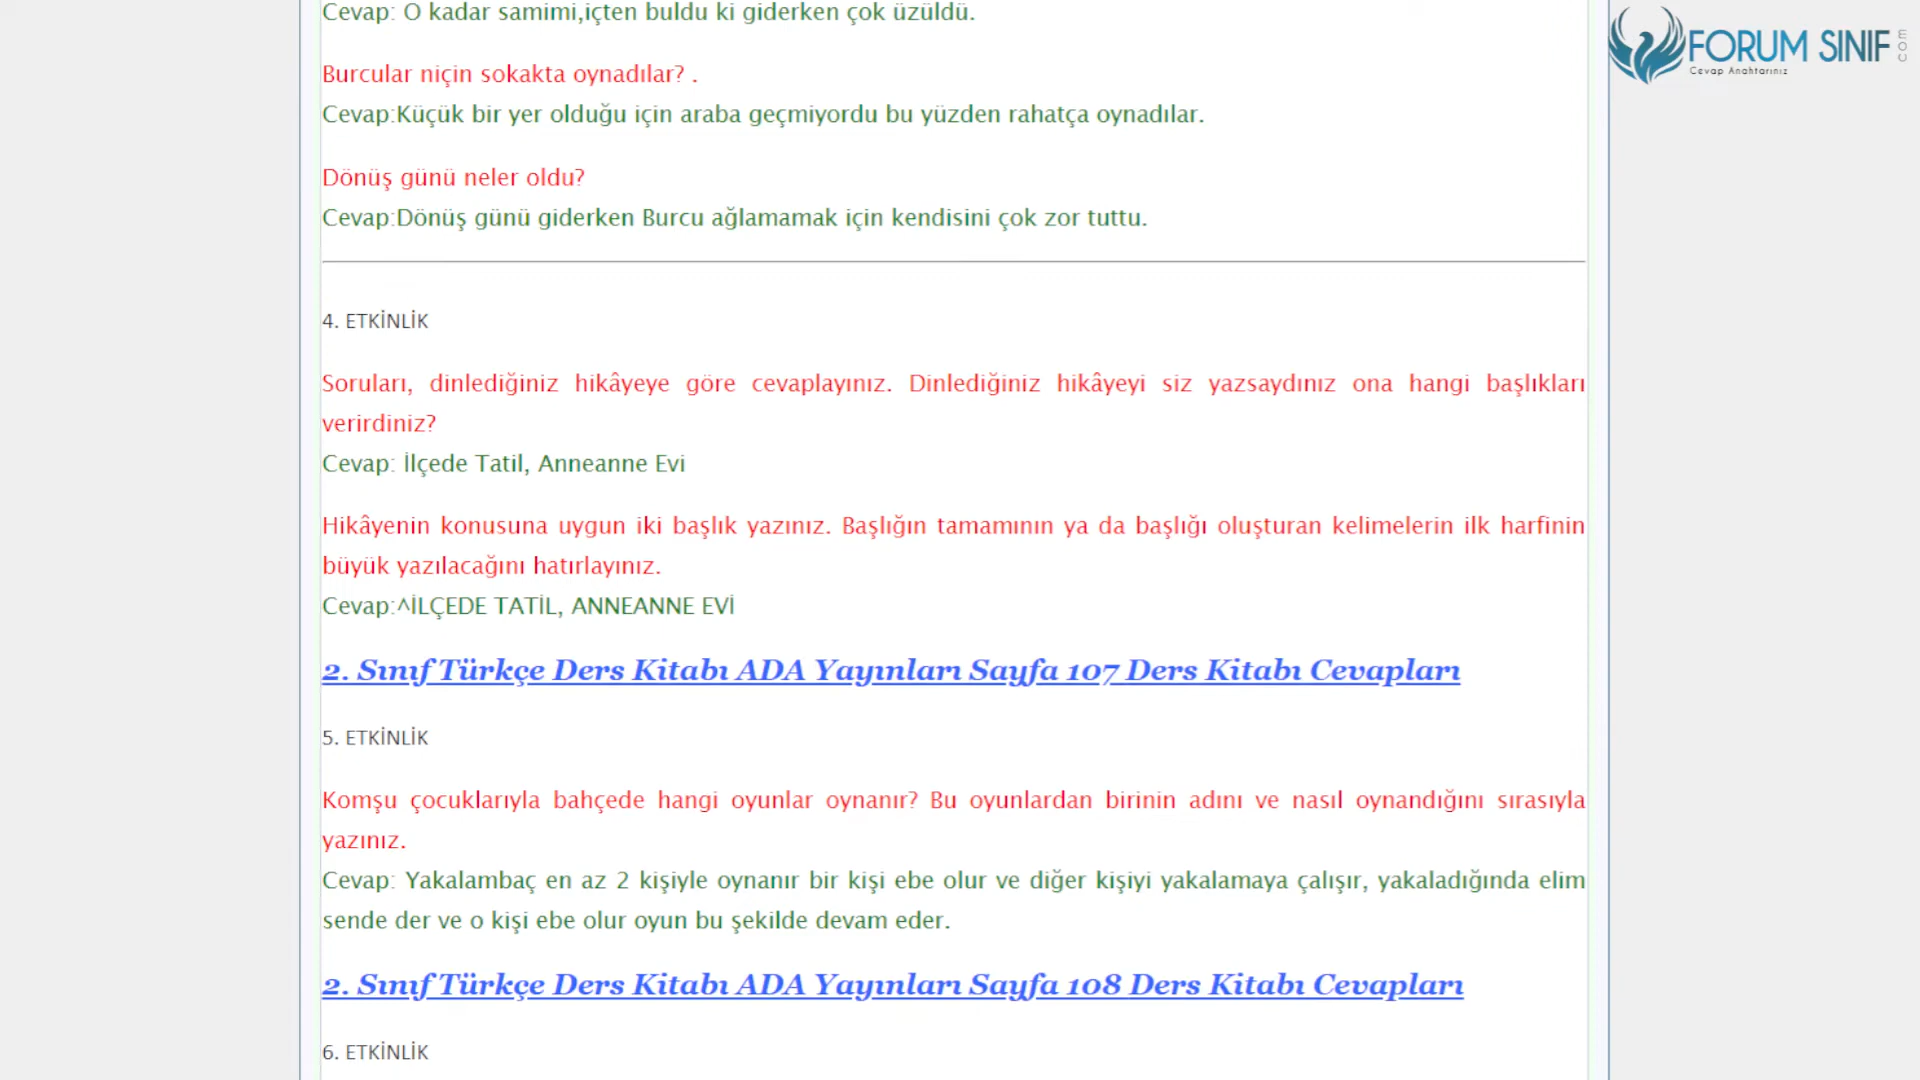 Cevap: O kadar samimi,içten buldu ki giderken çok üzüldü.
FORUM SINIF
com
Cevap Anahtarınız
Burcular niçin sokakta oynadılar? .
Cevap:Küçük bir yer olduğu için araba geçmiyordu bu yüzden rahatça oynadılar.
Dönüş günü neler oldu?
Cevap:Dönüş günü giderken Burcu ağlamamak için kendisini çok zor tuttu.
4. ETKİNLİK
Soruları, dinlediğiniz hikâyeye göre cevaplayınız. Dinlediğiniz hikâyeyi siz yazsaydınız ona hangi başlıkları
verirdiniz?
Cevap: İlçede Tatil, Anneanne Evi
Hikâyenin konusuna uygun iki başlık yazınız. Başlığın tamamının ya da başlığı oluşturan kelimelerin ilk harfinin
büyük yazılacağını hatırlayınız.
Cevap:^İLÇEDE TATİL, ANNEANNE EVİ
2. Sınıf Türkçe Ders Kitabı ADA Yayınları Sayfa 107 Ders Kitabı Cevapları
5. ETKİNLİK
Komşu çocuklarıyla bahçede hangi oyunlar oynanır? Bu oyunlardan birinin adını ve nasıl oynandığını sırasıyla
yazınız.
Cevap: Yakalambaç en az 2 kişiyle oynanır bir kişi ebe olur ve diğer kişiyi yakalamaya çalışır, yakaladığında elim
sende der ve o kişi ebe olur oyun bu şekilde devam eder.
2. Sınıf Türkçe Ders Kitabı ADA Yayınları Sayfa 108 Ders Kitabı Cevapları
6. ETKİNLİK